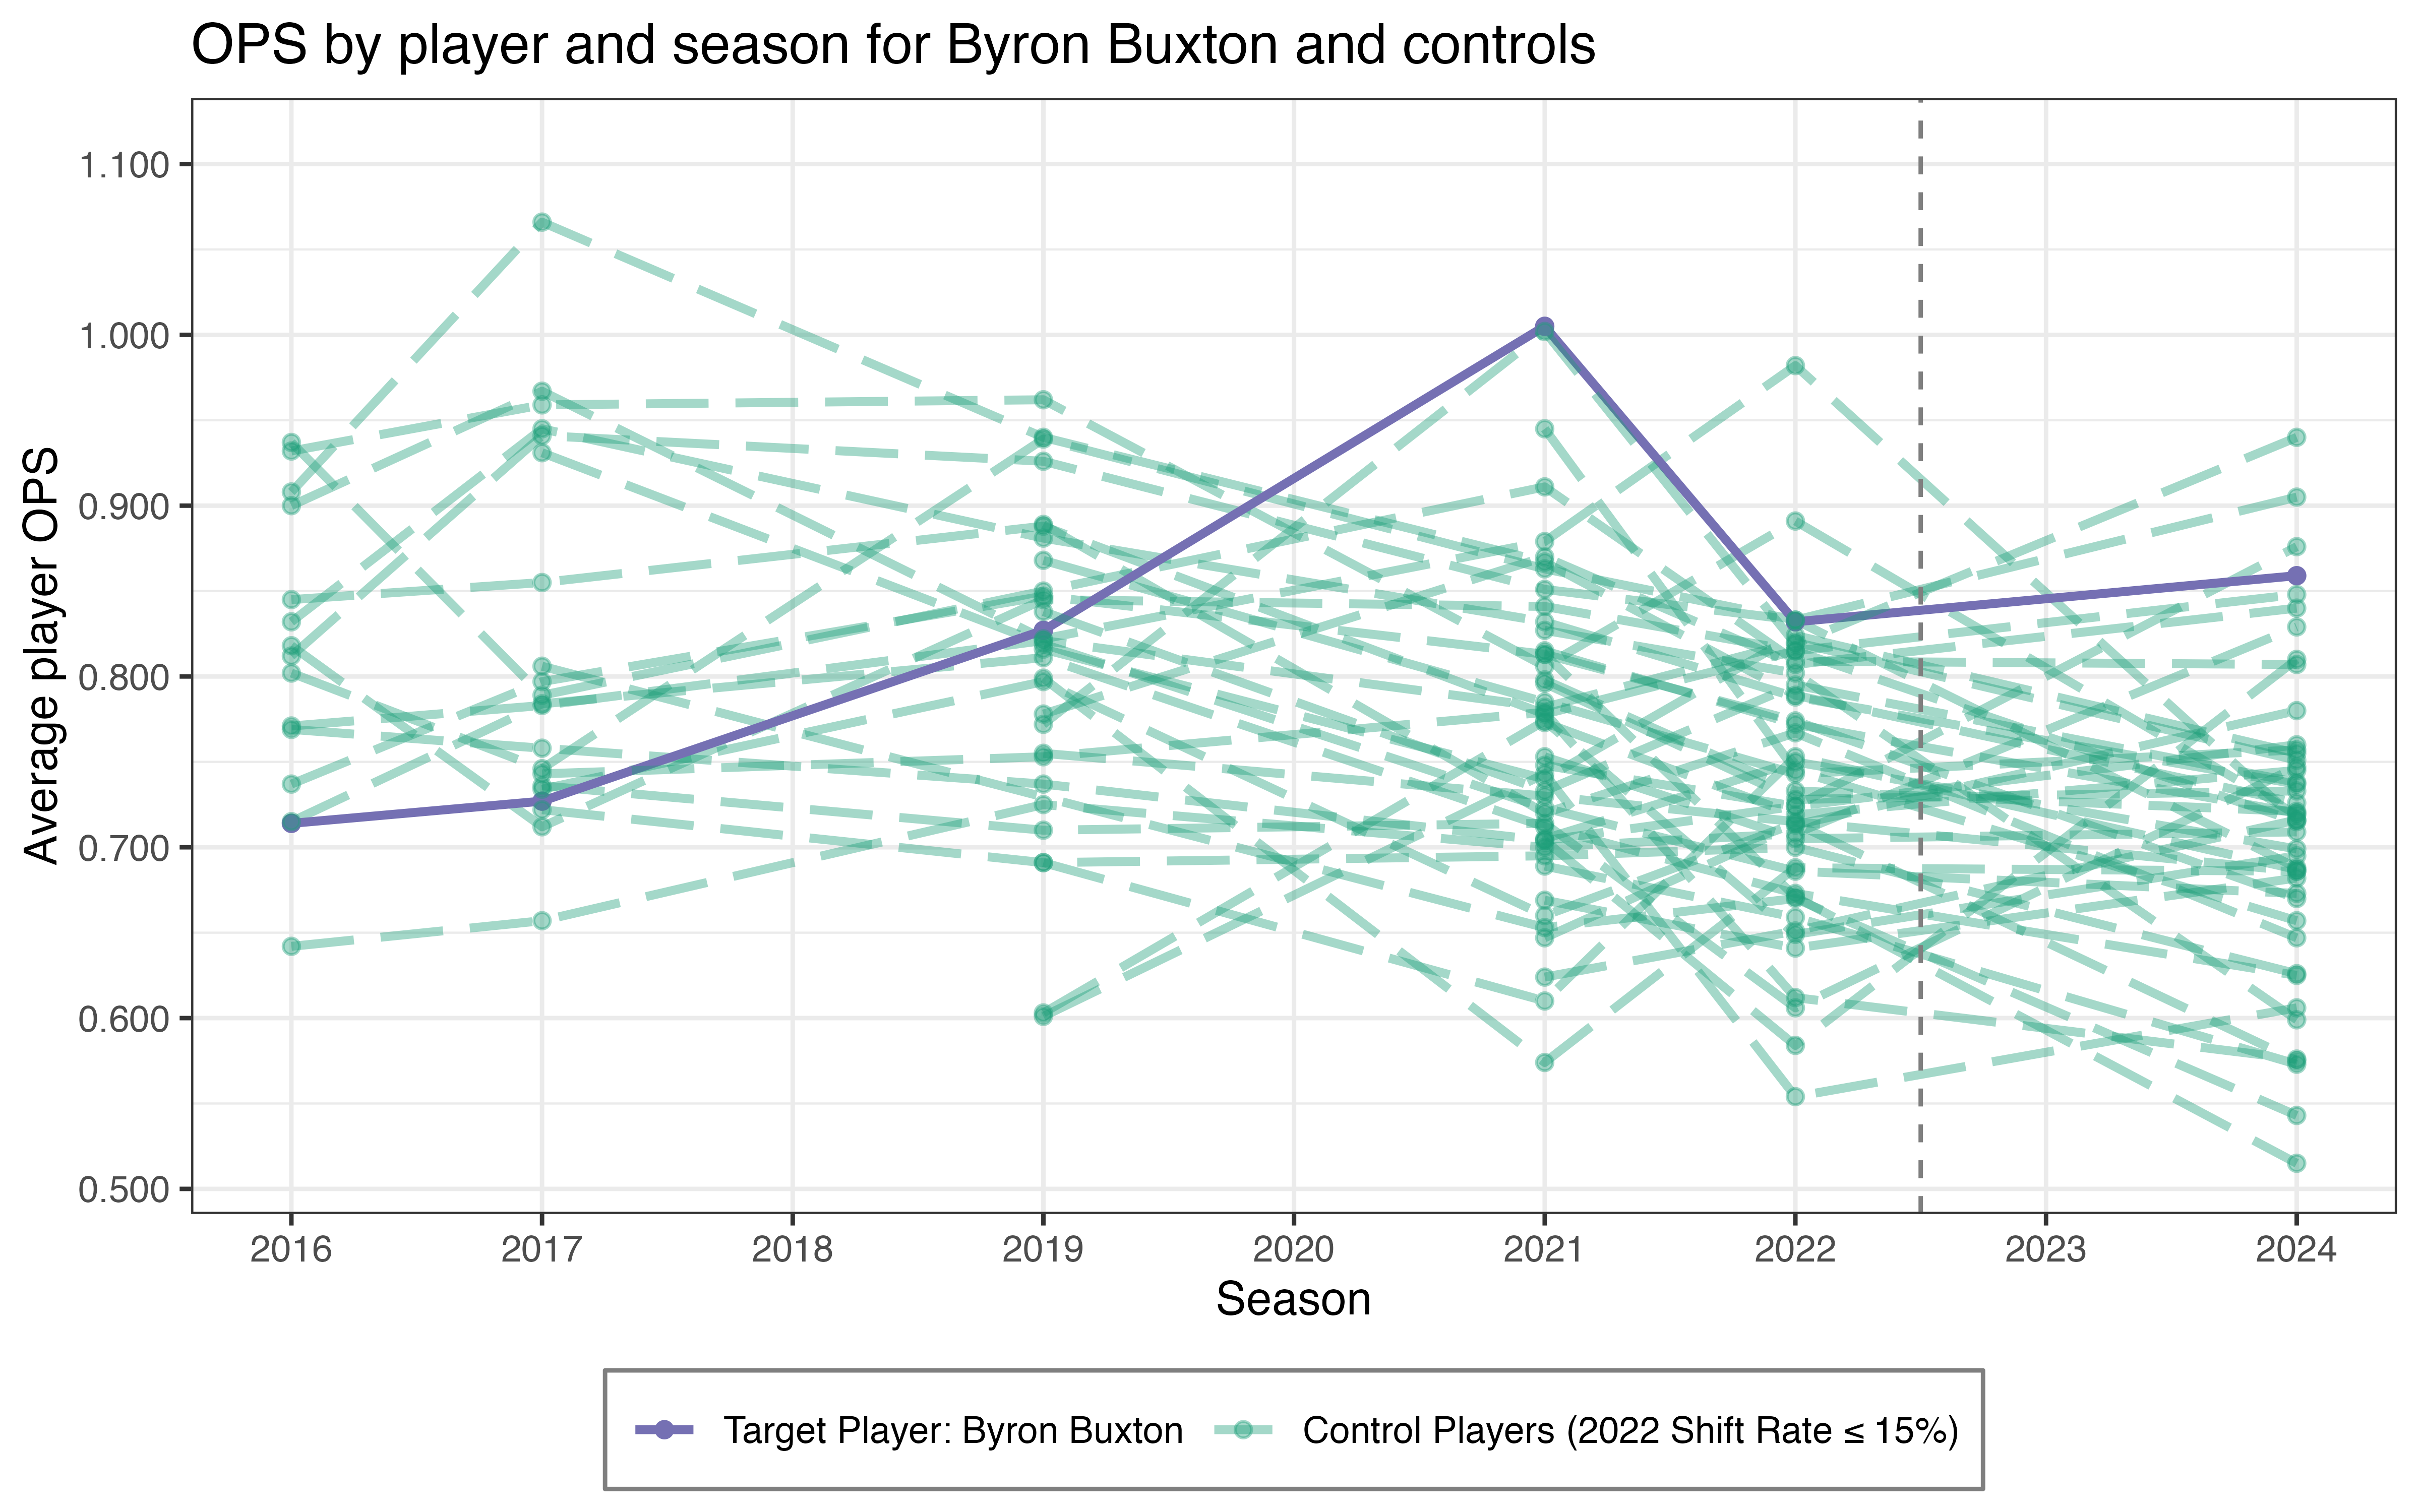 OPS by player and season for Byron Buxton and controls
Average player OPS
1.100
1.000
0.900
0.800
0.700
0.600
0.500
2016 2017 2018 2019 2020 2021 2022 2023 2024
Season
Target Player: Byron Buxton Control Players (2022 Shift Rate ≤ 15%)